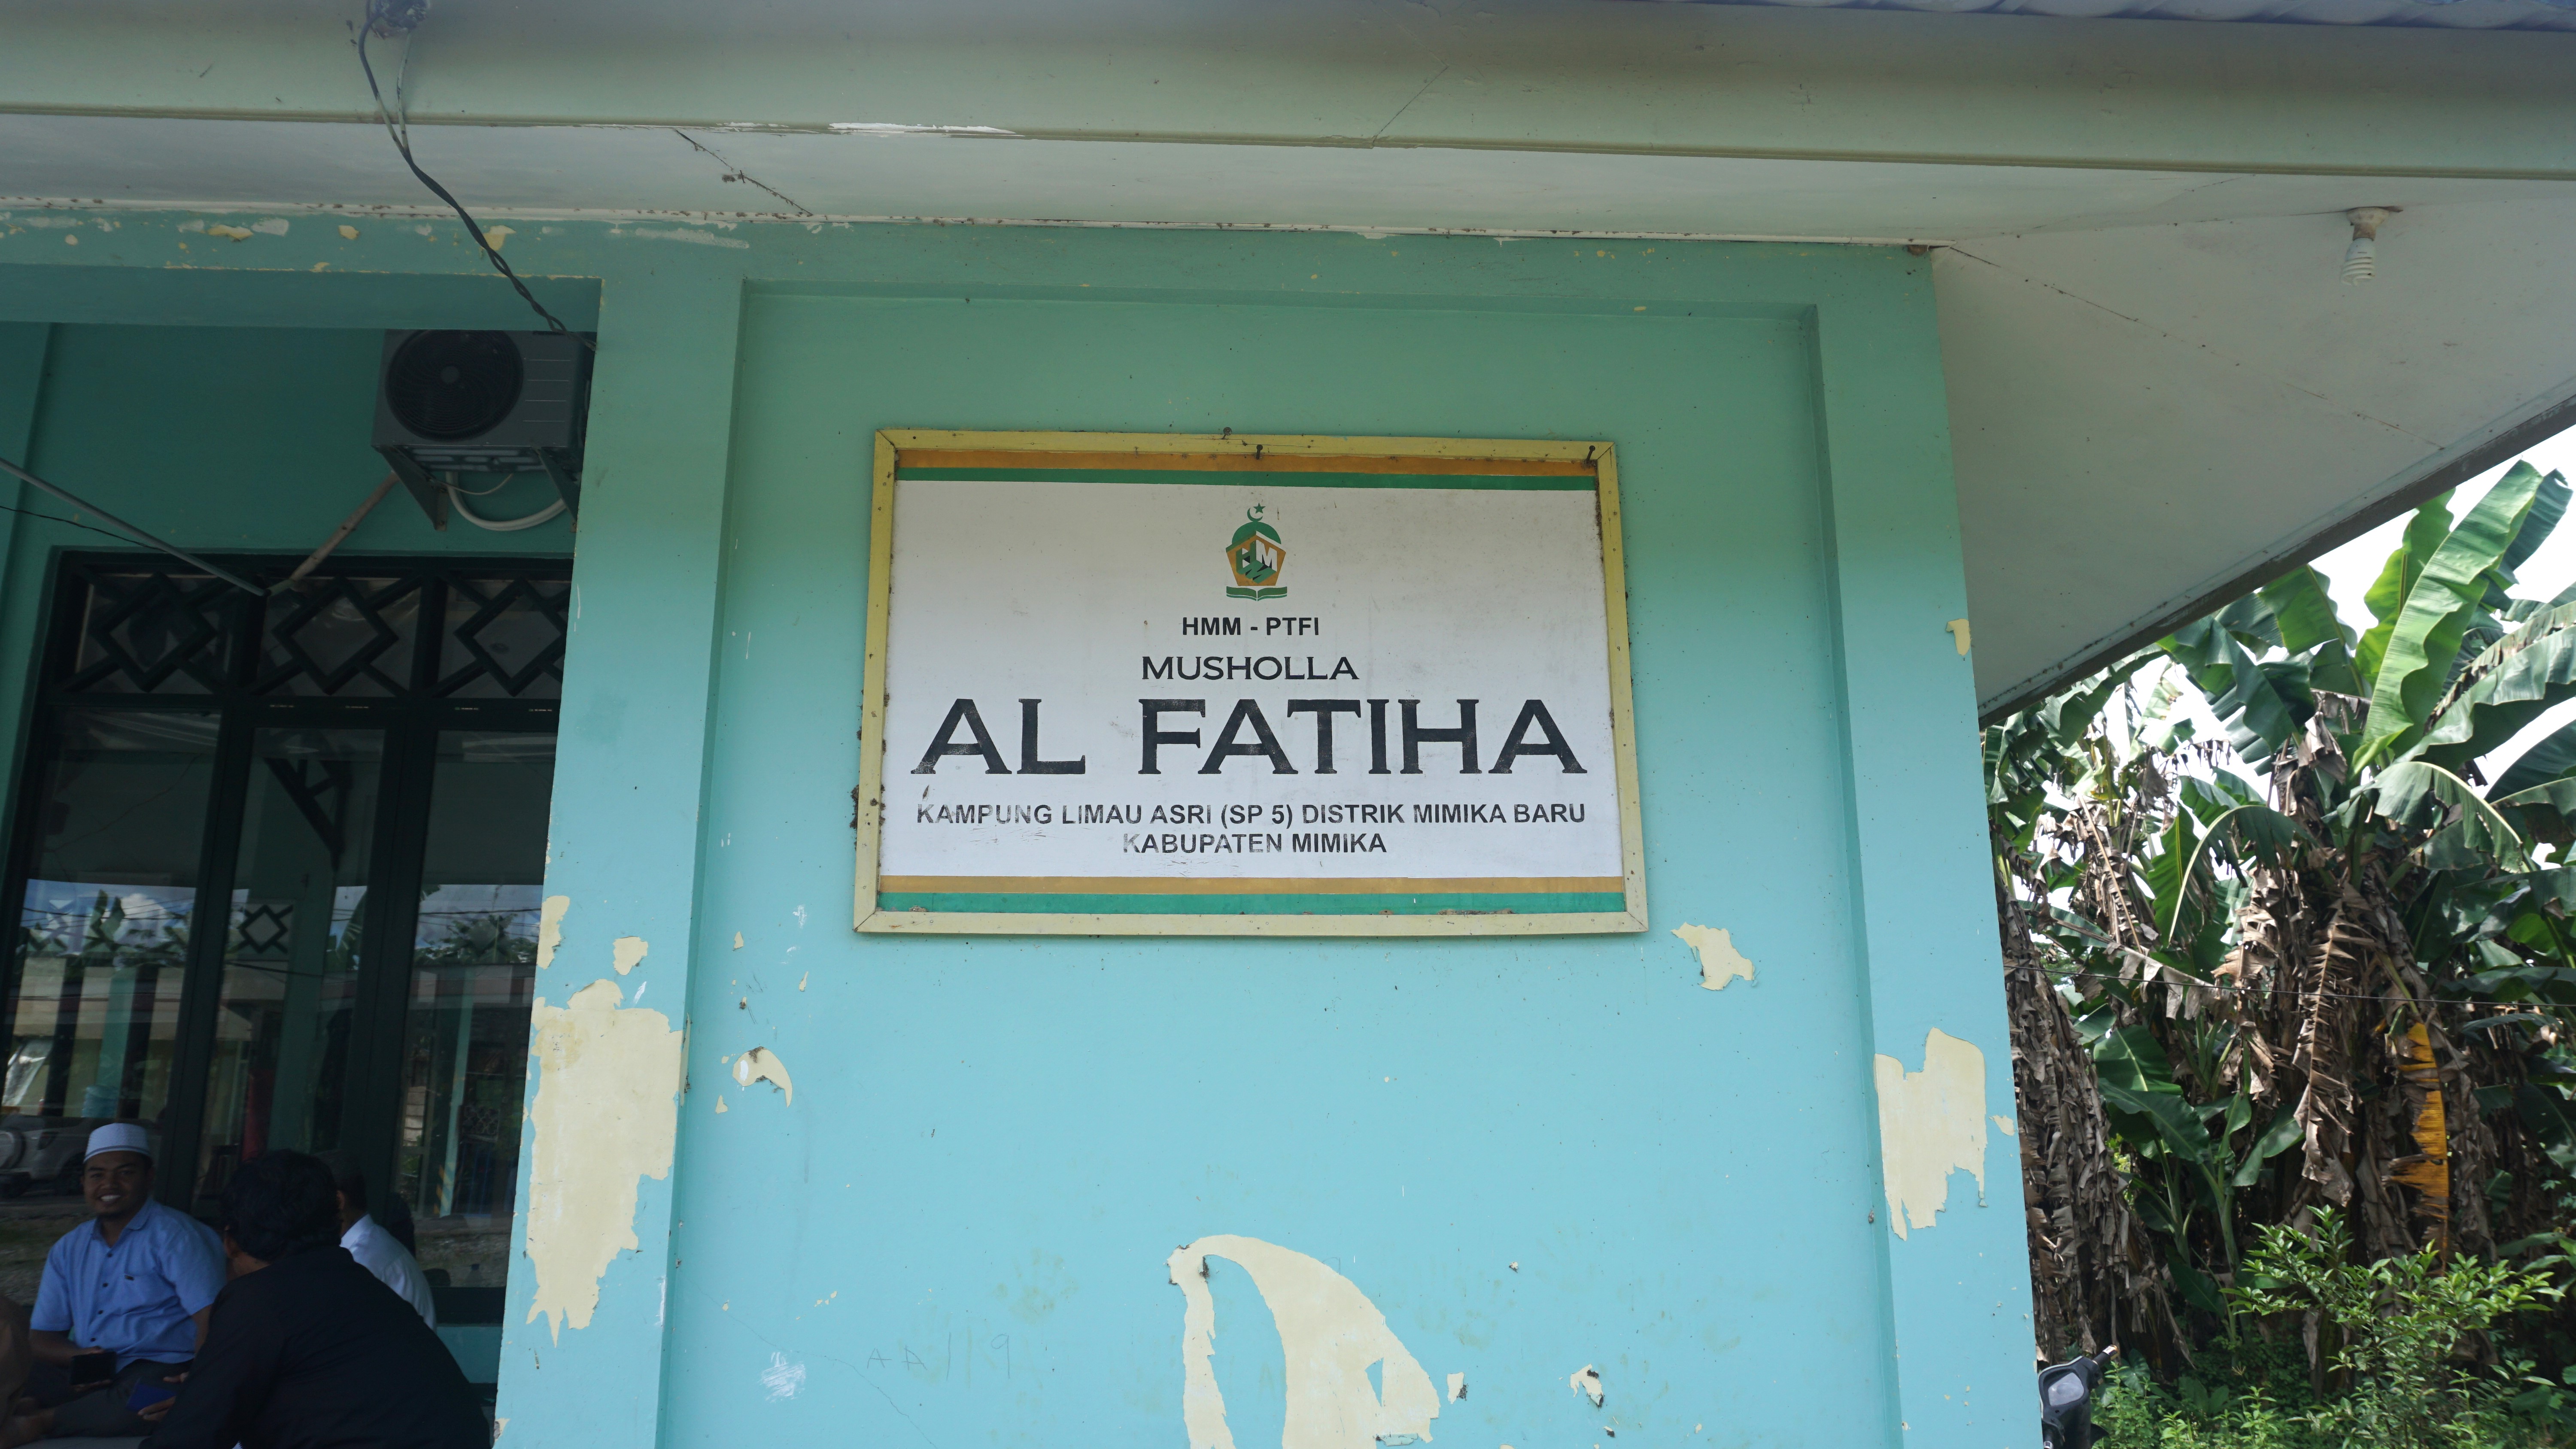 HMM - PTFI
MUSHOLLA
AL FATIHA
KAMPUNG LIMAU ASRI (SP 5) DISTRIK MIMIKA BARU
KABUPATEN MIMIKA